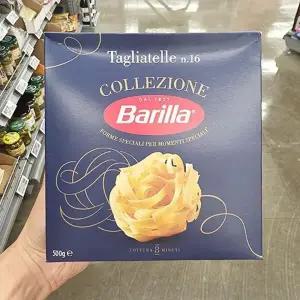 Tagliatelle n.16
COLLEZIONE
DAL 1877
Barilla
FORME SPECIALI PER MOMENTI SPECIALI
500g ℮
COTTURA 8 MINUTI